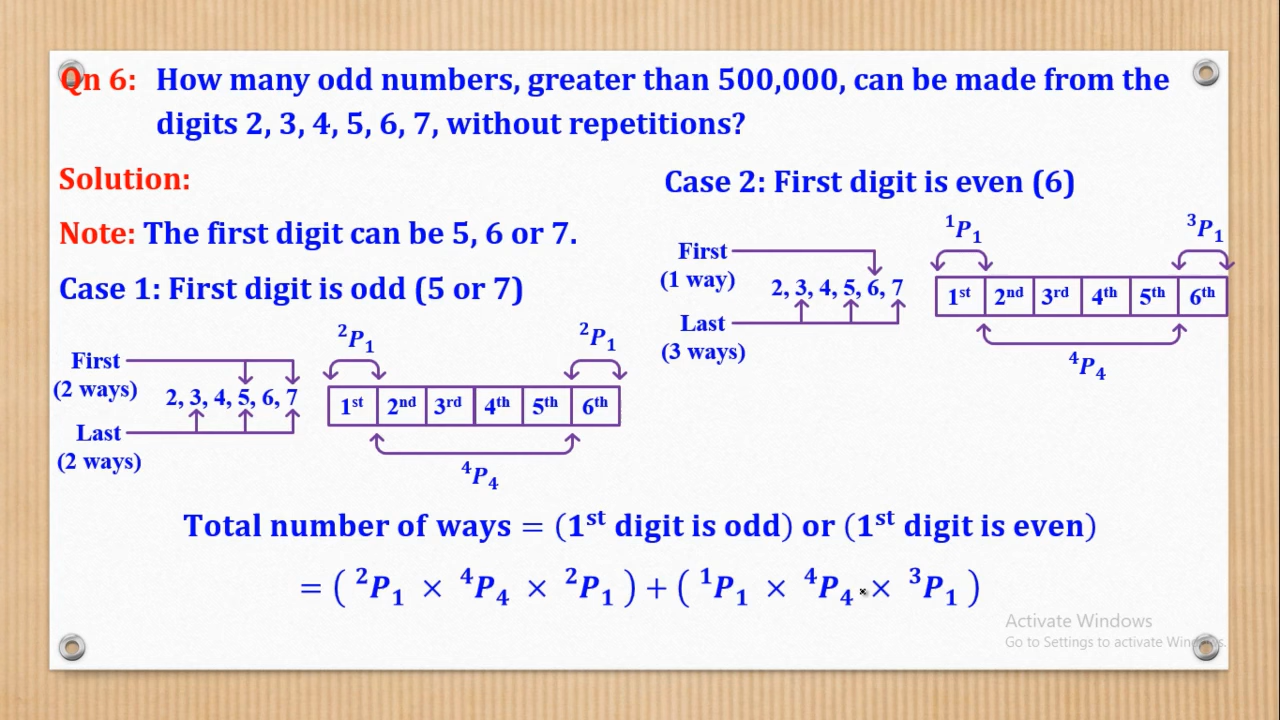 Qn 6: How many odd numbers, greater than 500,000, can be made from the
digits 2, 3, 4, 5, 6, 7, without repetitions?
Solution:
Note: The first digit can be 5, 6 or 7.
Case 1: First digit is odd (5 or 7)
²P₁ ²P₁
First
(2 ways)
2, 3, 4, 5, 6, 7 1ˢᵗ 2ⁿᵈ 3ʳᵈ 4ᵗʰ 5ᵗʰ 6ᵗʰ
Last
(2 ways)
⁴P₄
Case 2: First digit is even (6)
¹P₁ ³P₁
First
(1 way)
2, 3, 4, 5, 6, 7 1ˢᵗ 2ⁿᵈ 3ʳᵈ 4ᵗʰ 5ᵗʰ 6ᵗʰ
Last
(3 ways)
⁴P₄
Total number of ways = (1ˢᵗ digit is odd) or (1ˢᵗ digit is even)
= ( ²P₁ × ⁴P₄ × ²P₁ ) + ( ¹P₁ × ⁴P₄ × ³P₁ )
Activate Windows
Go to Settings to activate Windows.